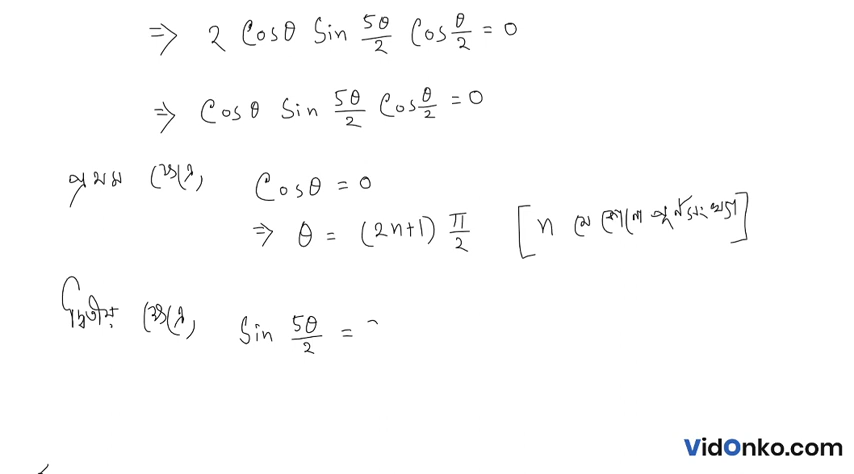 ⇒ 2 Cosθ Sin 5θ/2 Cos θ/2 = 0
⇒ Cosθ Sin 5θ/2 Cos θ/2 = 0
প্রথম ক্ষেত্রে, Cosθ = 0
⇒ θ = (2n+1) π/2 [n যে কোনো পূর্ণসংখ্যা]
দ্বিতীয় ক্ষেত্রে, Sin 5θ/2 =
VidOnko.com